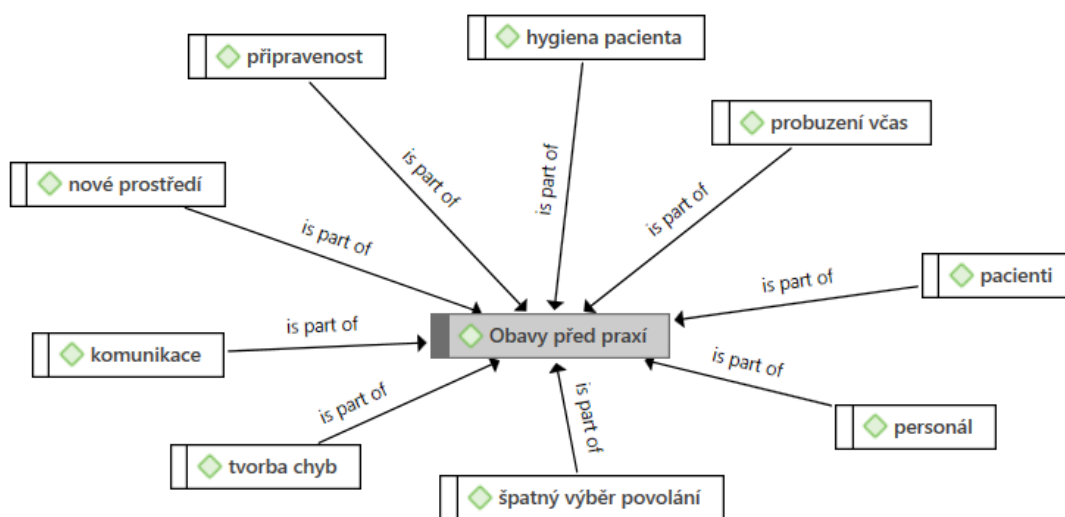 hygiena pacienta
připravenost
probuzení včas
nové prostředí
is part of
is part of
is part of
is part of
is part of
pacienti
is part of
is part of
Obavy před praxí
komunikace
is part of
is part of
personál
tvorba chyb
is part of
špatný výběr povolání